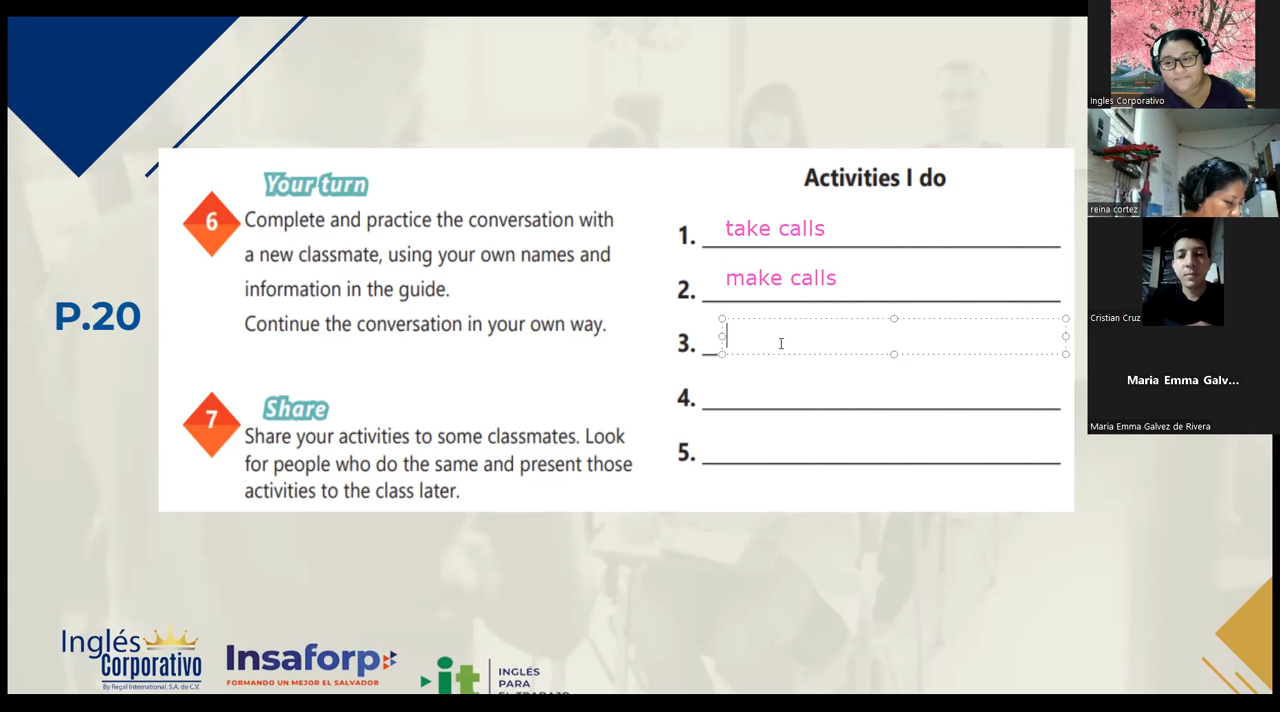 Your turn
6
Complete and practice the conversation with
a new classmate, using your own names and
information in the guide.
Continue the conversation in your own way.
P.20
7
Share
Share your activities to some classmates. Look
for people who do the same and present those
activities to the class later.
Activities I do
1. take calls
2. make calls
3.
4.
5.
Inglés
Corporativo
By Regal International, S.A. de C.V.
Insaforp
FORMANDO UN MEJOR EL SALVADOR
it
INGLÉS
PARA
EL TRABAJO
Ingles Corporativo
reina cortez
Cristian Cruz
Maria Emma Galv...
Maria Emma Galvez de Rivera